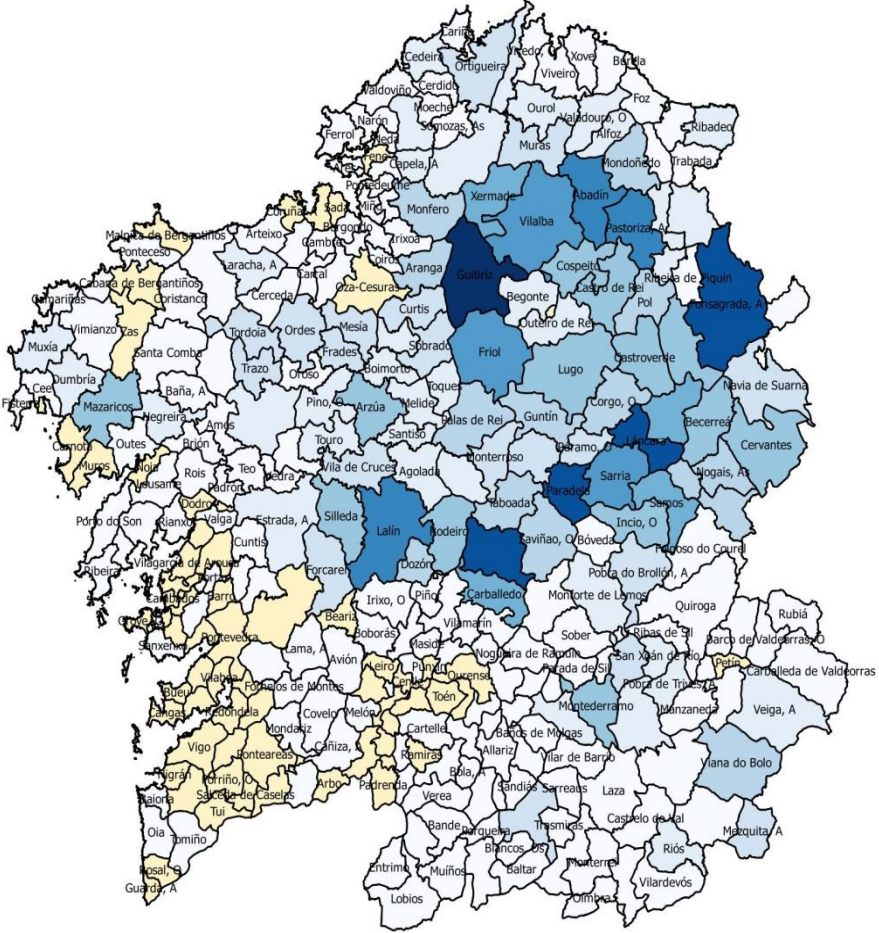 Cariño
Cedeira
Ortigueira
Vicedo, O
Xove
Burela
Viveiro
Cerdido
Valdoviño
Moeche
Foz
Ourol
Narón
Somozas, As
Valadouro, O
Ferrol
Neda
Alfoz
Ribadeo
Fene
Muras
Ares
Capela, A
Mondoñedo
Trabada
Pontedeume
Xermade
Abadín
Coruña, A
Sada
Miño
Monfero
Bergondo
Vilalba
Pastoriza, A
Malpica de Bergantiños
Arteixo
Cambre
Irixoa
Ponteceso
Coirós
Laracha, A
Carral
Aranga
Guitiriz
Cospeito
Cabana de Bergantiños
Oza-Cesuras
Castro de Rei
Ribeira de Piquín
Camariñas
Coristanco
Cerceda
Begonte
Pol
Fonsagrada, A
Curtis
Vimianzo
Zas
Tordoia
Ordes
Mesía
Outeiro de Rei
Muxía
Santa Comba
Frades
Sobrado
Friol
Castroverde
Trazo
Oroso
Boimorto
Lugo
Cee
Dumbría
Baña, A
Toques
Navia de Suarna
Fisterra
Mazaricos
Pino, O
Arzúa
Melide
Corgo, O
Negreira
Ames
Palas de Rei
Guntín
Becerreá
Carnota
Outes
Brión
Touro
Santiso
Láncara
Cervantes
Muros
Noia
Rois
Teo
Vedra
Vila de Cruces
Agolada
Monterroso
Páramo, O
Lousame
Padrón
Sarria
Nogais, As
Dodro
Paradela
Porto do Son
Rianxo
Valga
Estrada, A
Silleda
Taboada
Samos
Lalín
Rodeiro
Incio, O
Cuntis
Saviñao, O
Bóveda
Folgoso do Courel
Vilagarcía de Arousa
Ribeira
Portas
Forcarei
Dozón
Pobra do Brollón, A
Cambados
Barro
Carballedo
Monforte de Lemos
Irixo, O
Piñor
Quiroga
Rubiá
Grove, O
Beariz
Vilamarín
Sanxenxo
Pontevedra
Boborás
Sober
Ribas de Sil
Barco de Valdeorras, O
Lama, A
Maside
Nogueira de Ramuín
Avión
Punxín
Parada de Sil
San Xoán de Río
Petín
Vilaboa
Leiro
Ourense
Carballeda de Valdeorras
Bueu
Fornelos de Montes
Cenlle
Pobra de Trives, A
Cangas
Redondela
Toén
Covelo
Melón
Montederramo
Manzaneda
Veiga, A
Mondariz
Cartelle
Baños de Molgas
Vigo
Ponteareas
Cañiza, A
Allariz
Ramirás
Vilar de Barrio
Viana do Bolo
Nigrán
Porriño, O
Bola, A
Salceda de Caselas
Arbo
Padrenda
Sandiás
Sarreaus
Laza
Baiona
Tui
Verea
Castrelo do Val
Oia
Tomiño
Bande
Porqueira
Trasmiras
Mezquita, A
Blancos, Os
Riós
Rosal, O
Entrimo
Muíños
Baltar
Monterrei
Guarda, A
Lobios
Oímbra
Vilardevós